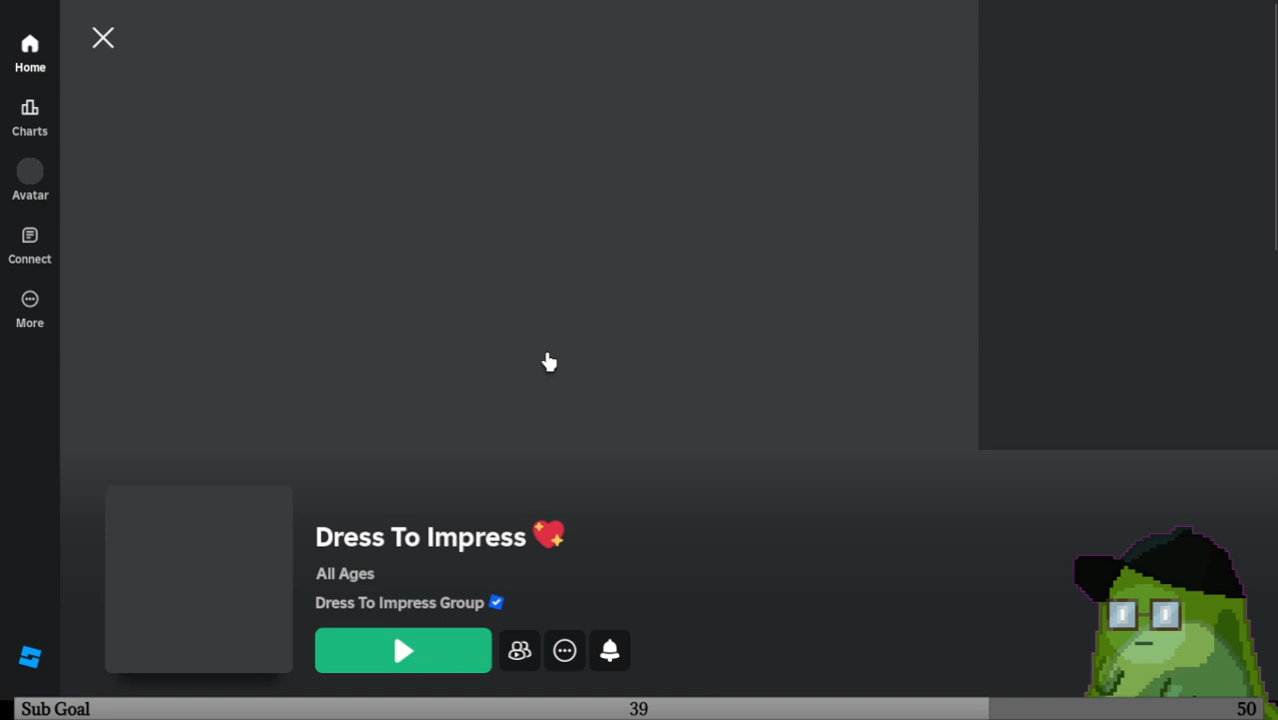 Home
Charts
Avatar
Connect
More
Dress To Impress 💖
All Ages
Dress To Impress Group
Sub Goal 39 50